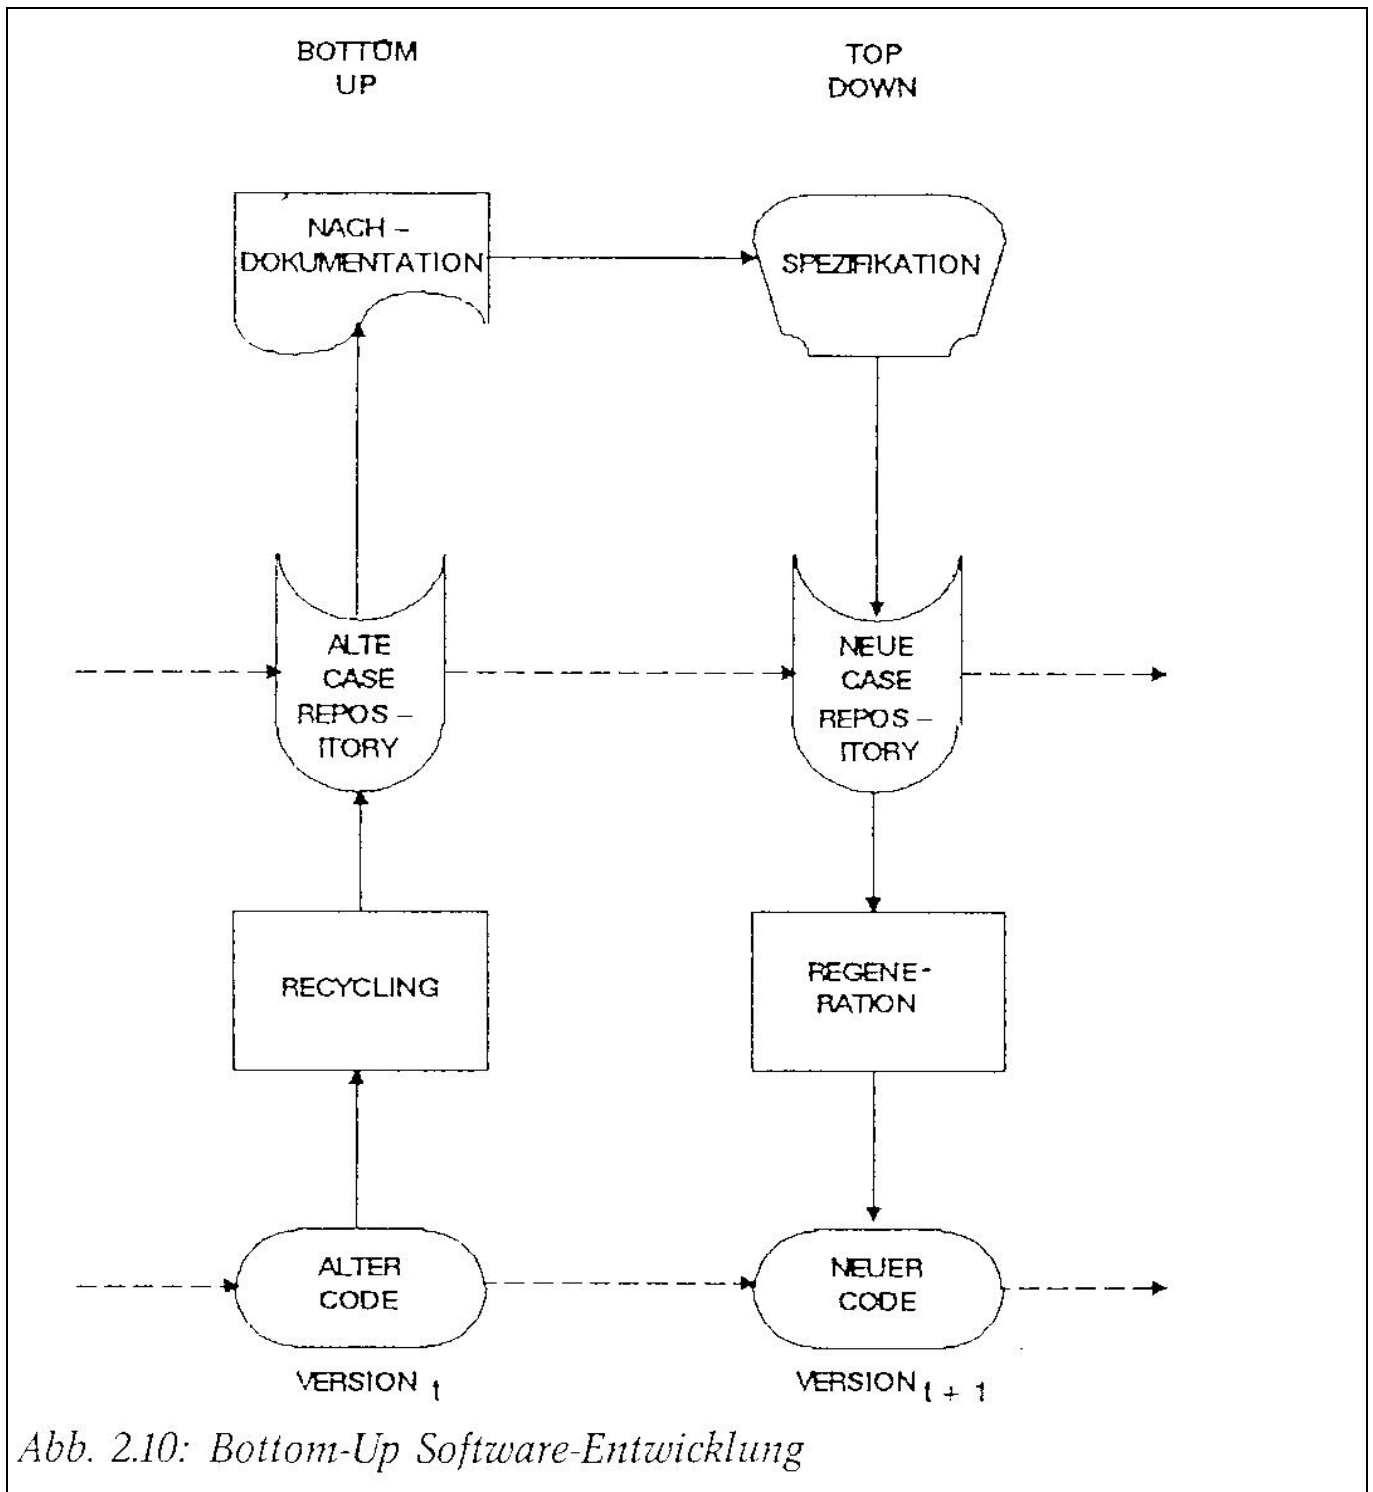 BOTTOM
UP
TOP
DOWN
NACH –
DOKUMENTATION
SPEZIFIKATION
ALTE
CASE
REPOS –
ITORY
NEUE
CASE
REPOS –
ITORY
RECYCLING
REGENE-
RATION
ALTER
CODE
NEUER
CODE
VERSION t
VERSION t + 1
Abb. 2.10: Bottom-Up Software-Entwicklung